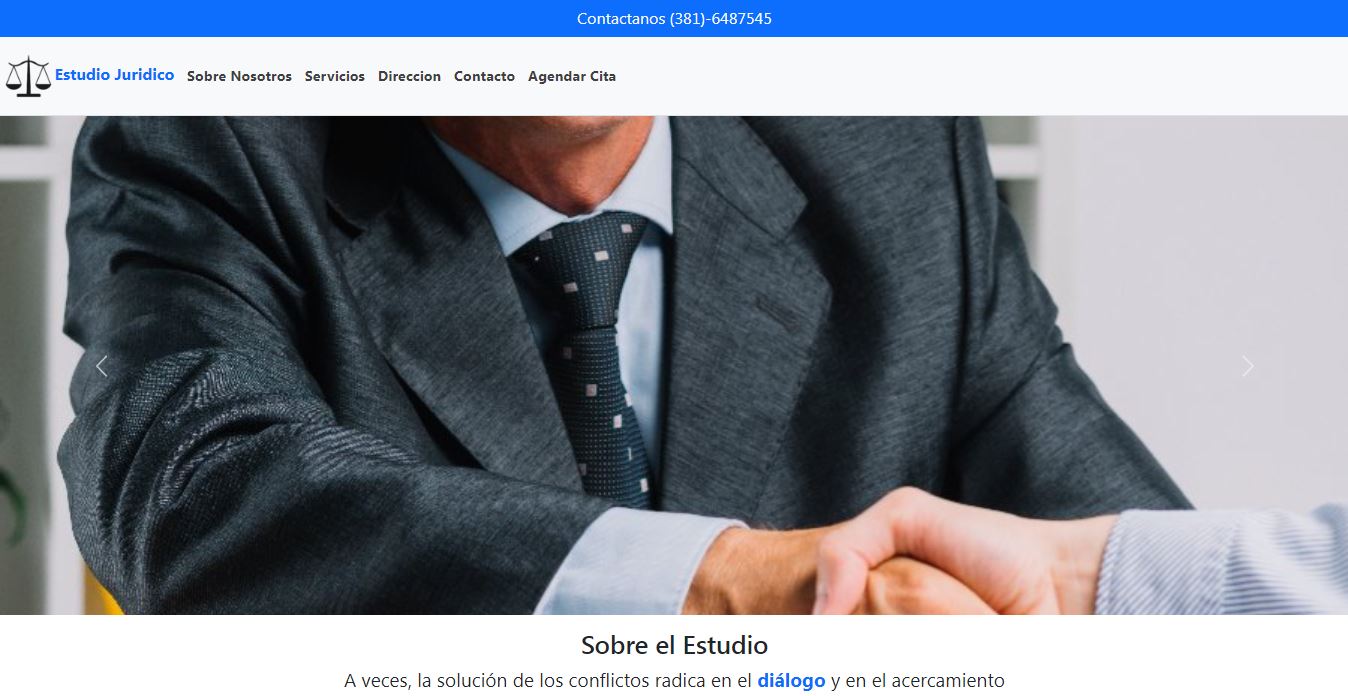 Contactanos (381)-6487545
Estudio Juridico Sobre Nosotros Servicios Direccion Contacto Agendar Cita
Sobre el Estudio
A veces, la solución de los conflictos radica en el diálogo y en el acercamiento